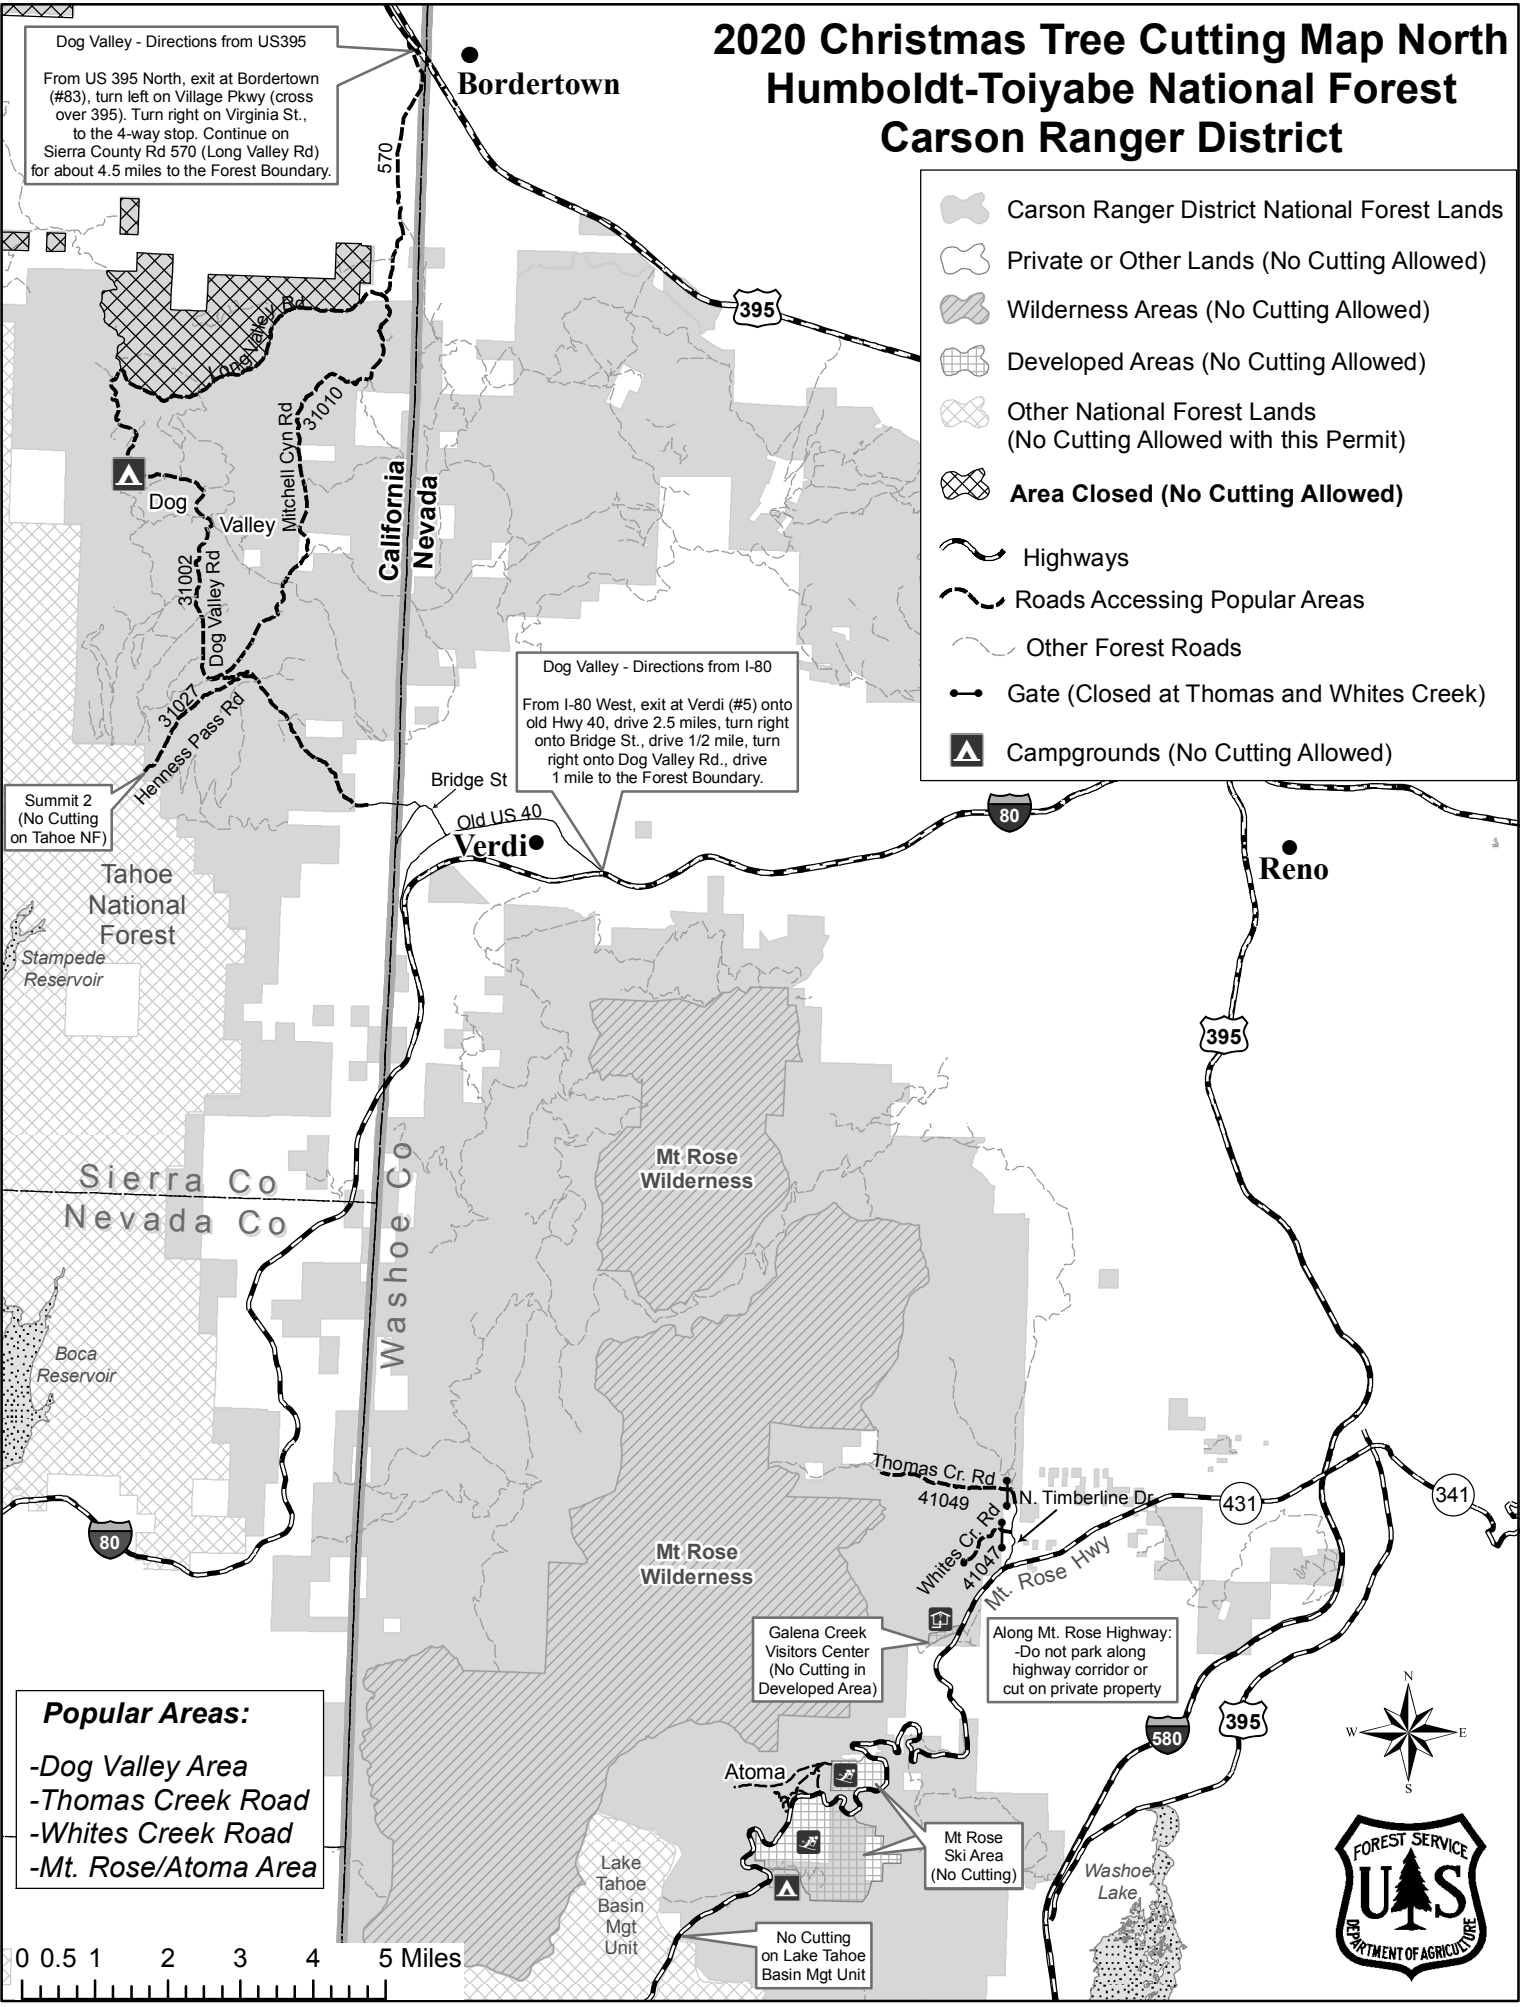 2020 Christmas Tree Cutting Map North
Humboldt-Toiyabe National Forest
Carson Ranger District
Dog Valley - Directions from US395
From US 395 North, exit at Bordertown
(#83), turn left on Village Pkwy (cross
over 395). Turn right on Virginia St.,
to the 4-way stop. Continue on
Sierra County Rd 570 (Long Valley Rd)
for about 4.5 miles to the Forest Boundary.
Bordertown
570
395
Carson Ranger District National Forest Lands
Private or Other Lands (No Cutting Allowed)
Wilderness Areas (No Cutting Allowed)
Developed Areas (No Cutting Allowed)
Other National Forest Lands
(No Cutting Allowed with this Permit)
Area Closed (No Cutting Allowed)
Highways
Roads Accessing Popular Areas
Other Forest Roads
Gate (Closed at Thomas and Whites Creek)
Campgrounds (No Cutting Allowed)
Long Valley Rd
31010
Mitchell Cyn Rd
California
Nevada
Dog
Valley
31002
Dog Valley Rd
31027
Henness Pass Rd
Dog Valley - Directions from I-80
From I-80 West, exit at Verdi (#5) onto
old Hwy 40, drive 2.5 miles, turn right
onto Bridge St., drive 1/2 mile, turn
right onto Dog Valley Rd., drive
1 mile to the Forest Boundary.
Summit 2
(No Cutting
on Tahoe NF)
Bridge St
Old US 40
Verdi
80
Reno
Tahoe
National
Forest
Stampede
Reservoir
395
Mt Rose
Wilderness
Sierra Co
Nevada Co
Washoe Co
Boca
Reservoir
80
Thomas Cr. Rd
41049
N. Timberline Dr
Whites Cr. Rd
41047
Mt. Rose Hwy
431
341
Mt Rose
Wilderness
Galena Creek
Visitors Center
(No Cutting in
Developed Area)
Along Mt. Rose Highway:
-Do not park along
highway corridor or
cut on private property
580
395
N
W
E
S
Popular Areas:
-Dog Valley Area
-Thomas Creek Road
-Whites Creek Road
-Mt. Rose/Atoma Area
Atoma
Mt Rose
Ski Area
(No Cutting)
Lake
Tahoe
Basin
Mgt
Unit
No Cutting
on Lake Tahoe
Basin Mgt Unit
Washoe
Lake
FOREST SERVICE
US
DEPARTMENT OF AGRICULTURE
0 0.5 1 2 3 4 5 Miles